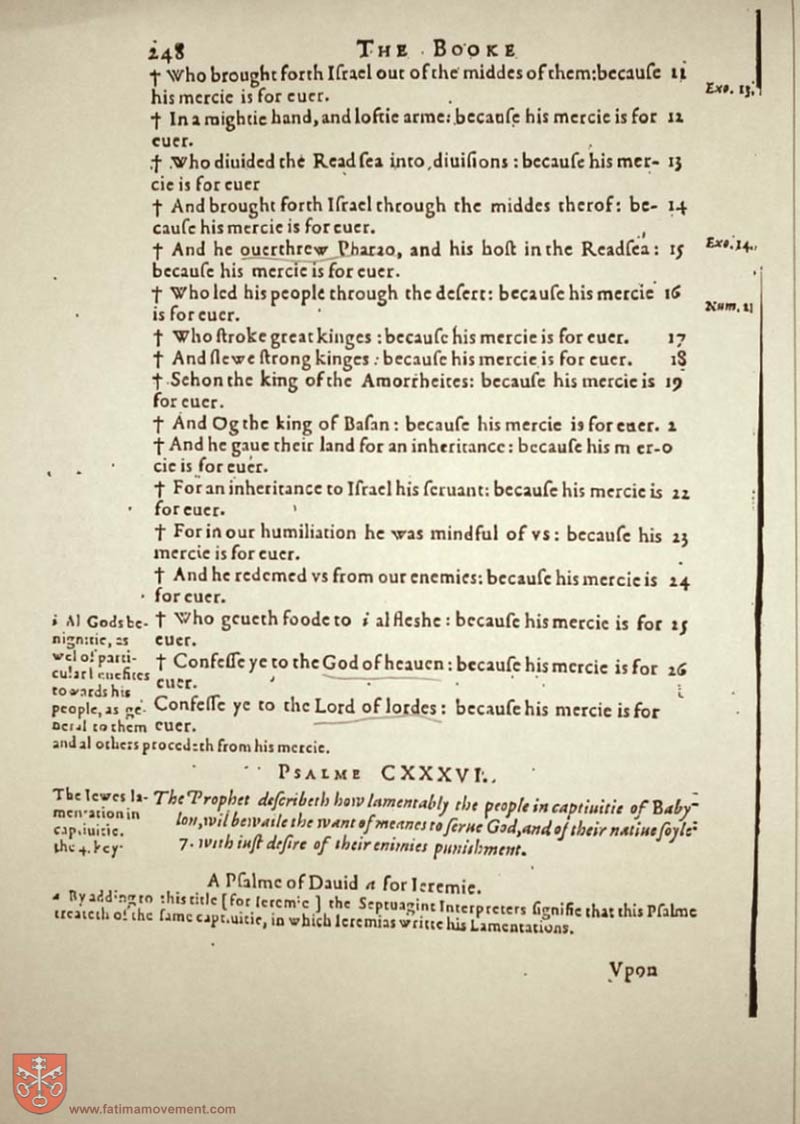 248 THE BOOKE
† Who brought forth Iſrael out of the middes of them: becauſe 11
his mercie is for euer.
Exo. 13.
† In a mightie hand, and loftie arme: becauſe his mercie is for 12
euer.
† Who diuided the Read ſea into diuiſions: becauſe his mer- 13
cie is for euer
† And brought forth Iſrael through the middes therof: be- 14
cauſe his mercie is for euer.
† And he ouerthrew Pharao, and his hoſt in the Readſea: 15
Exo. 14.
becauſe his mercie is for euer.
† Who led his people through the deſert: becauſe his mercie 16
is for euer.
Num. 21
† Who ſtroke great kinges: becauſe his mercie is for euer. 17
† And ſlewe ſtrong kinges: becauſe his mercie is for euer. 18
† Sehon the king of the Amorrheites: becauſe his mercie is 19
for euer.
† And Og the king of Baſan: becauſe his mercie is for euer. 2
† And he gaue their land for an inheritance: becauſe his m er-0
cie is for euer.
† For an inheritance to Iſrael his ſeruant: becauſe his mercie is 22
for euer.
† For in our humiliation he was mindful of vs: becauſe his 23
mercie is for euer.
† And he redemed vs from our enemies: becauſe his mercie is 24
for euer.
† Who geueth foode to i al fleshe: becauſe his mercie is for 25
euer.
† Confeſſe ye to the God of heauen: becauſe his mercie is for 26
euer.
Confeſſe ye to the Lord of lordes: becauſe his mercie is for
euer.
i Al Gods be-
nignitie, as
wel of parti-
cular benefites
towards his
people, as ge-
neral to them
and al others procedeth from his mercie.
PSALME CXXXVI.
The Iewes la-
mentation in
captiuitie.
the 4. key
The Prophet deſcribeth how lamentably the people in captiuitie of Baby-
lon, wil bewaile the want of meanes to ſerue God, and of their natiue ſoyle:
7. with iuſt deſire of their enimies punishment.
A Pſalme of Dauid a for Ieremie.
a By adding to this title [for Ieremie] the Septuagint Interpreters ſignifie that this Pſalme
treateth of the ſame captiuitie, in which Ieremias writte his Lamentations.
Vpon
www.fatimamovement.com